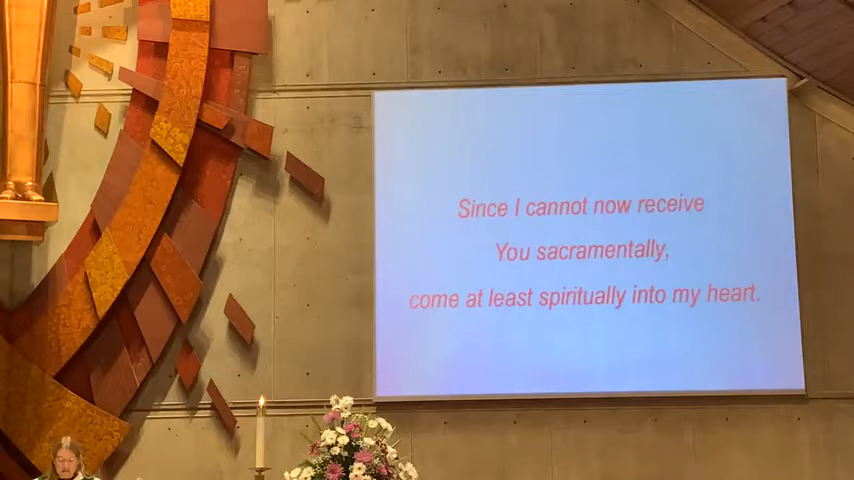 Since I cannot now receive
You sacramentally,
come at least spiritually into my heart.